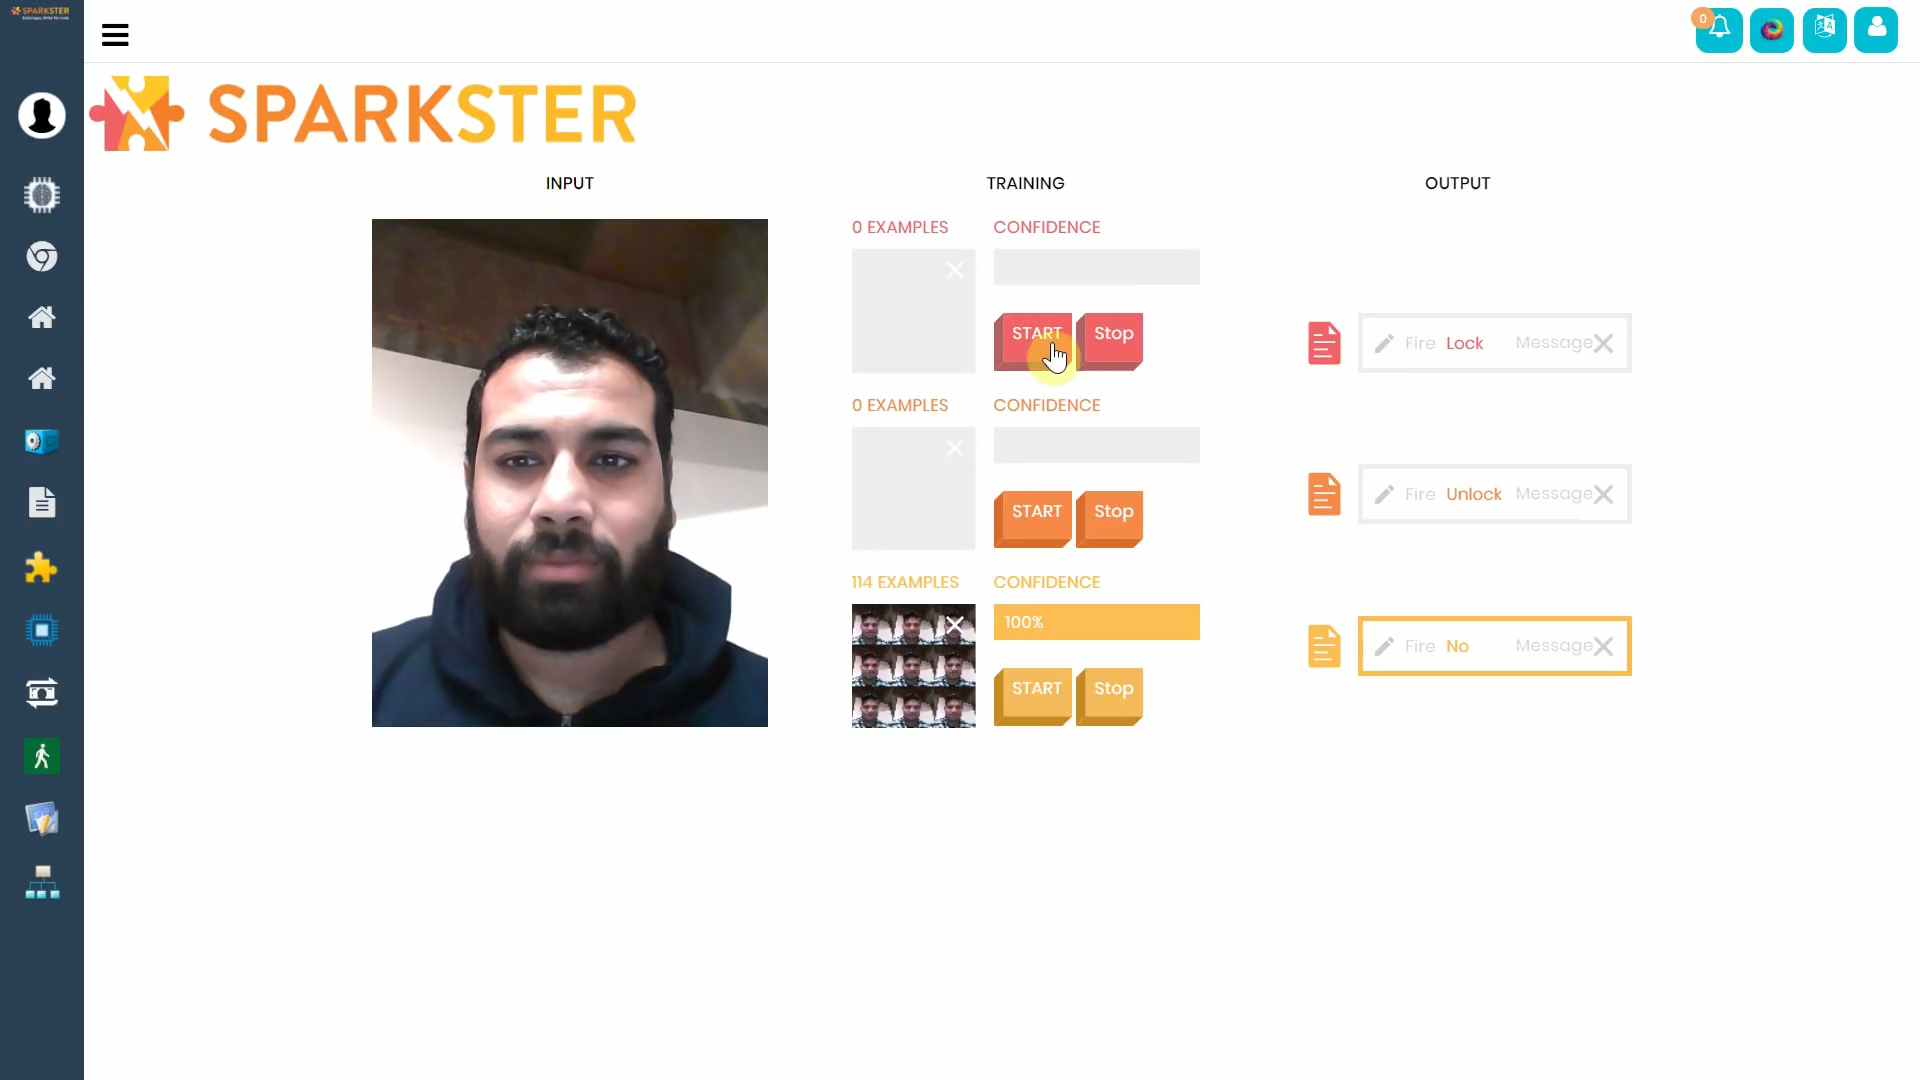 SPARKSTER
0
SPARKSTER
INPUT
TRAINING
OUTPUT
0 EXAMPLES
CONFIDENCE
START
Stop
Fire Lock Message
0 EXAMPLES
CONFIDENCE
START
Stop
Fire Unlock Message
114 EXAMPLES
CONFIDENCE
100%
START
Stop
Fire No Message